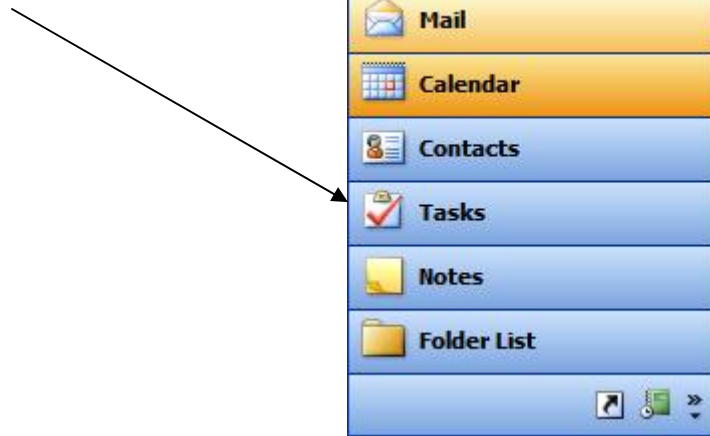 Mail
Calendar
Contacts
Tasks
Notes
Folder List